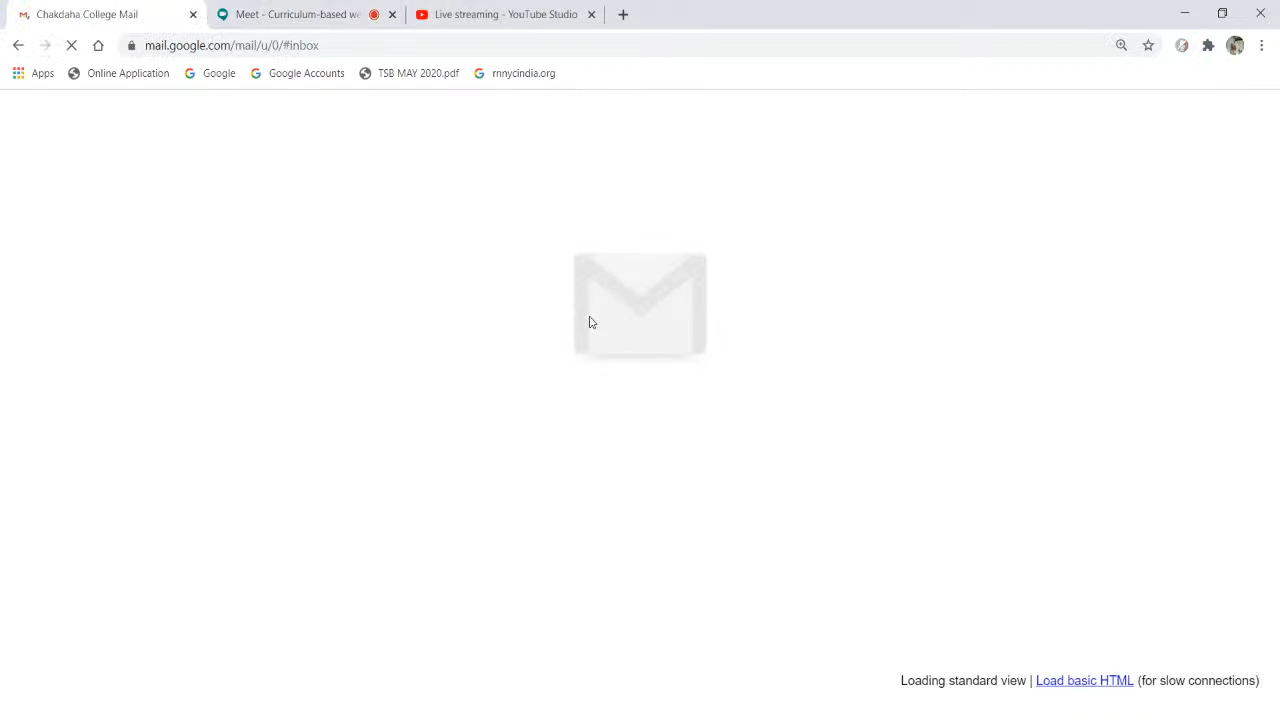 Chakdaha College Mail
Meet - Curriculum-based we
Live streaming - YouTube Studio
mail.google.com/mail/u/0/#inbox
Apps
Online Application
Google
Google Accounts
TSB MAY 2020.pdf
rnnycindia.org
Loading standard view | Load basic HTML (for slow connections)